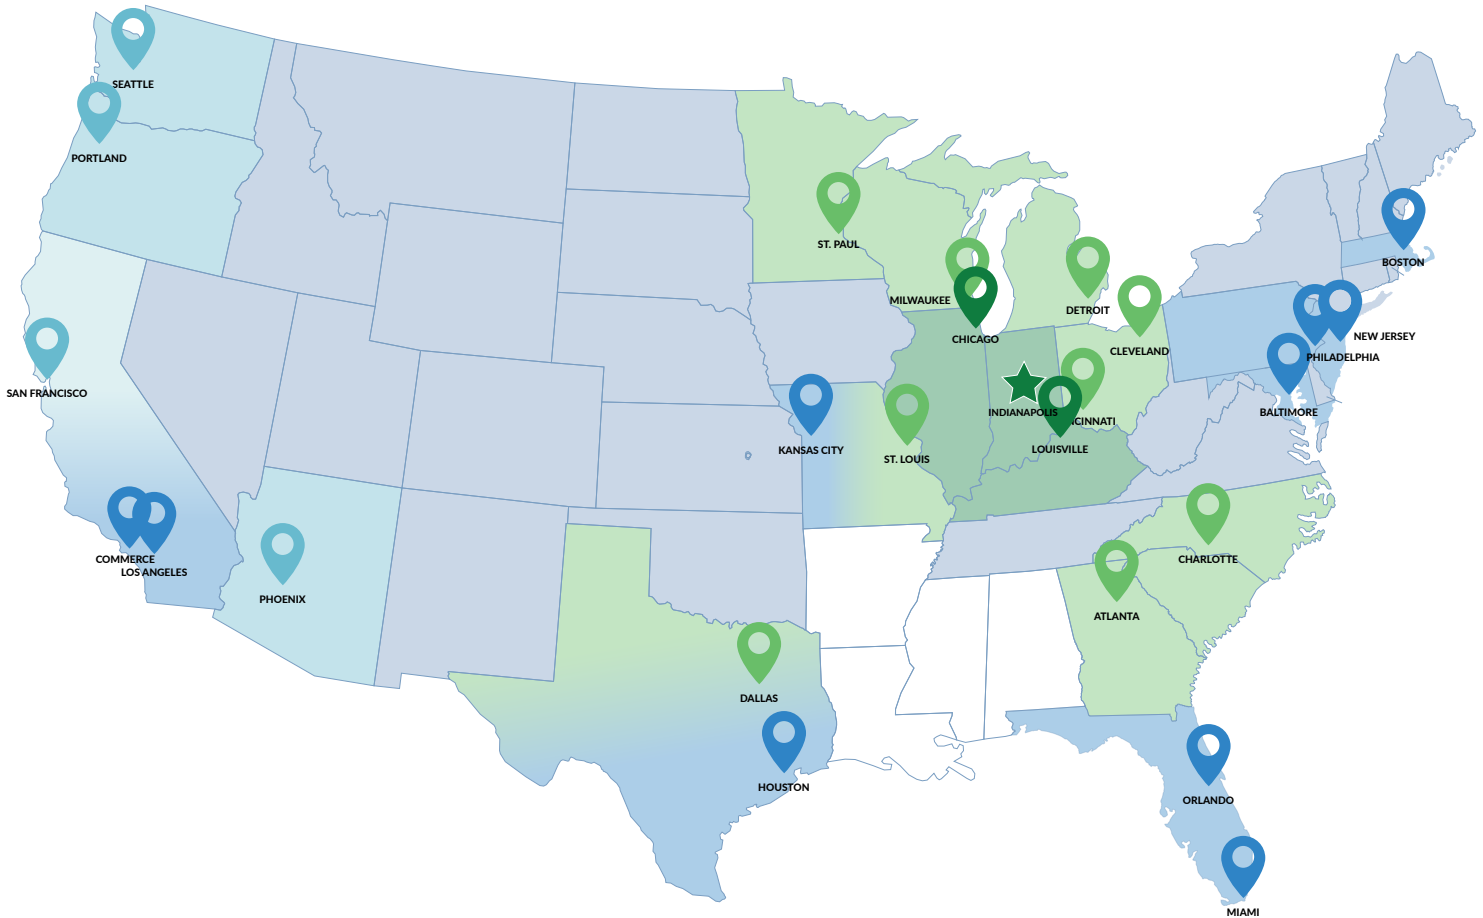 SEATTLE
PORTLAND
ST. PAUL
BOSTON
MILWAUKEE
DETROIT
CHICAGO
NEW JERSEY
CLEVELAND
PHILADELPHIA
SAN FRANCISCO
INDIANAPOLIS
BALTIMORE
CINNATI
KANSAS CITY
LOUISVILLE
ST. LOUIS
COMMERCE
CHARLOTTE
LOS ANGELES
PHOENIX
ATLANTA
DALLAS
HOUSTON
ORLANDO
MIAMI